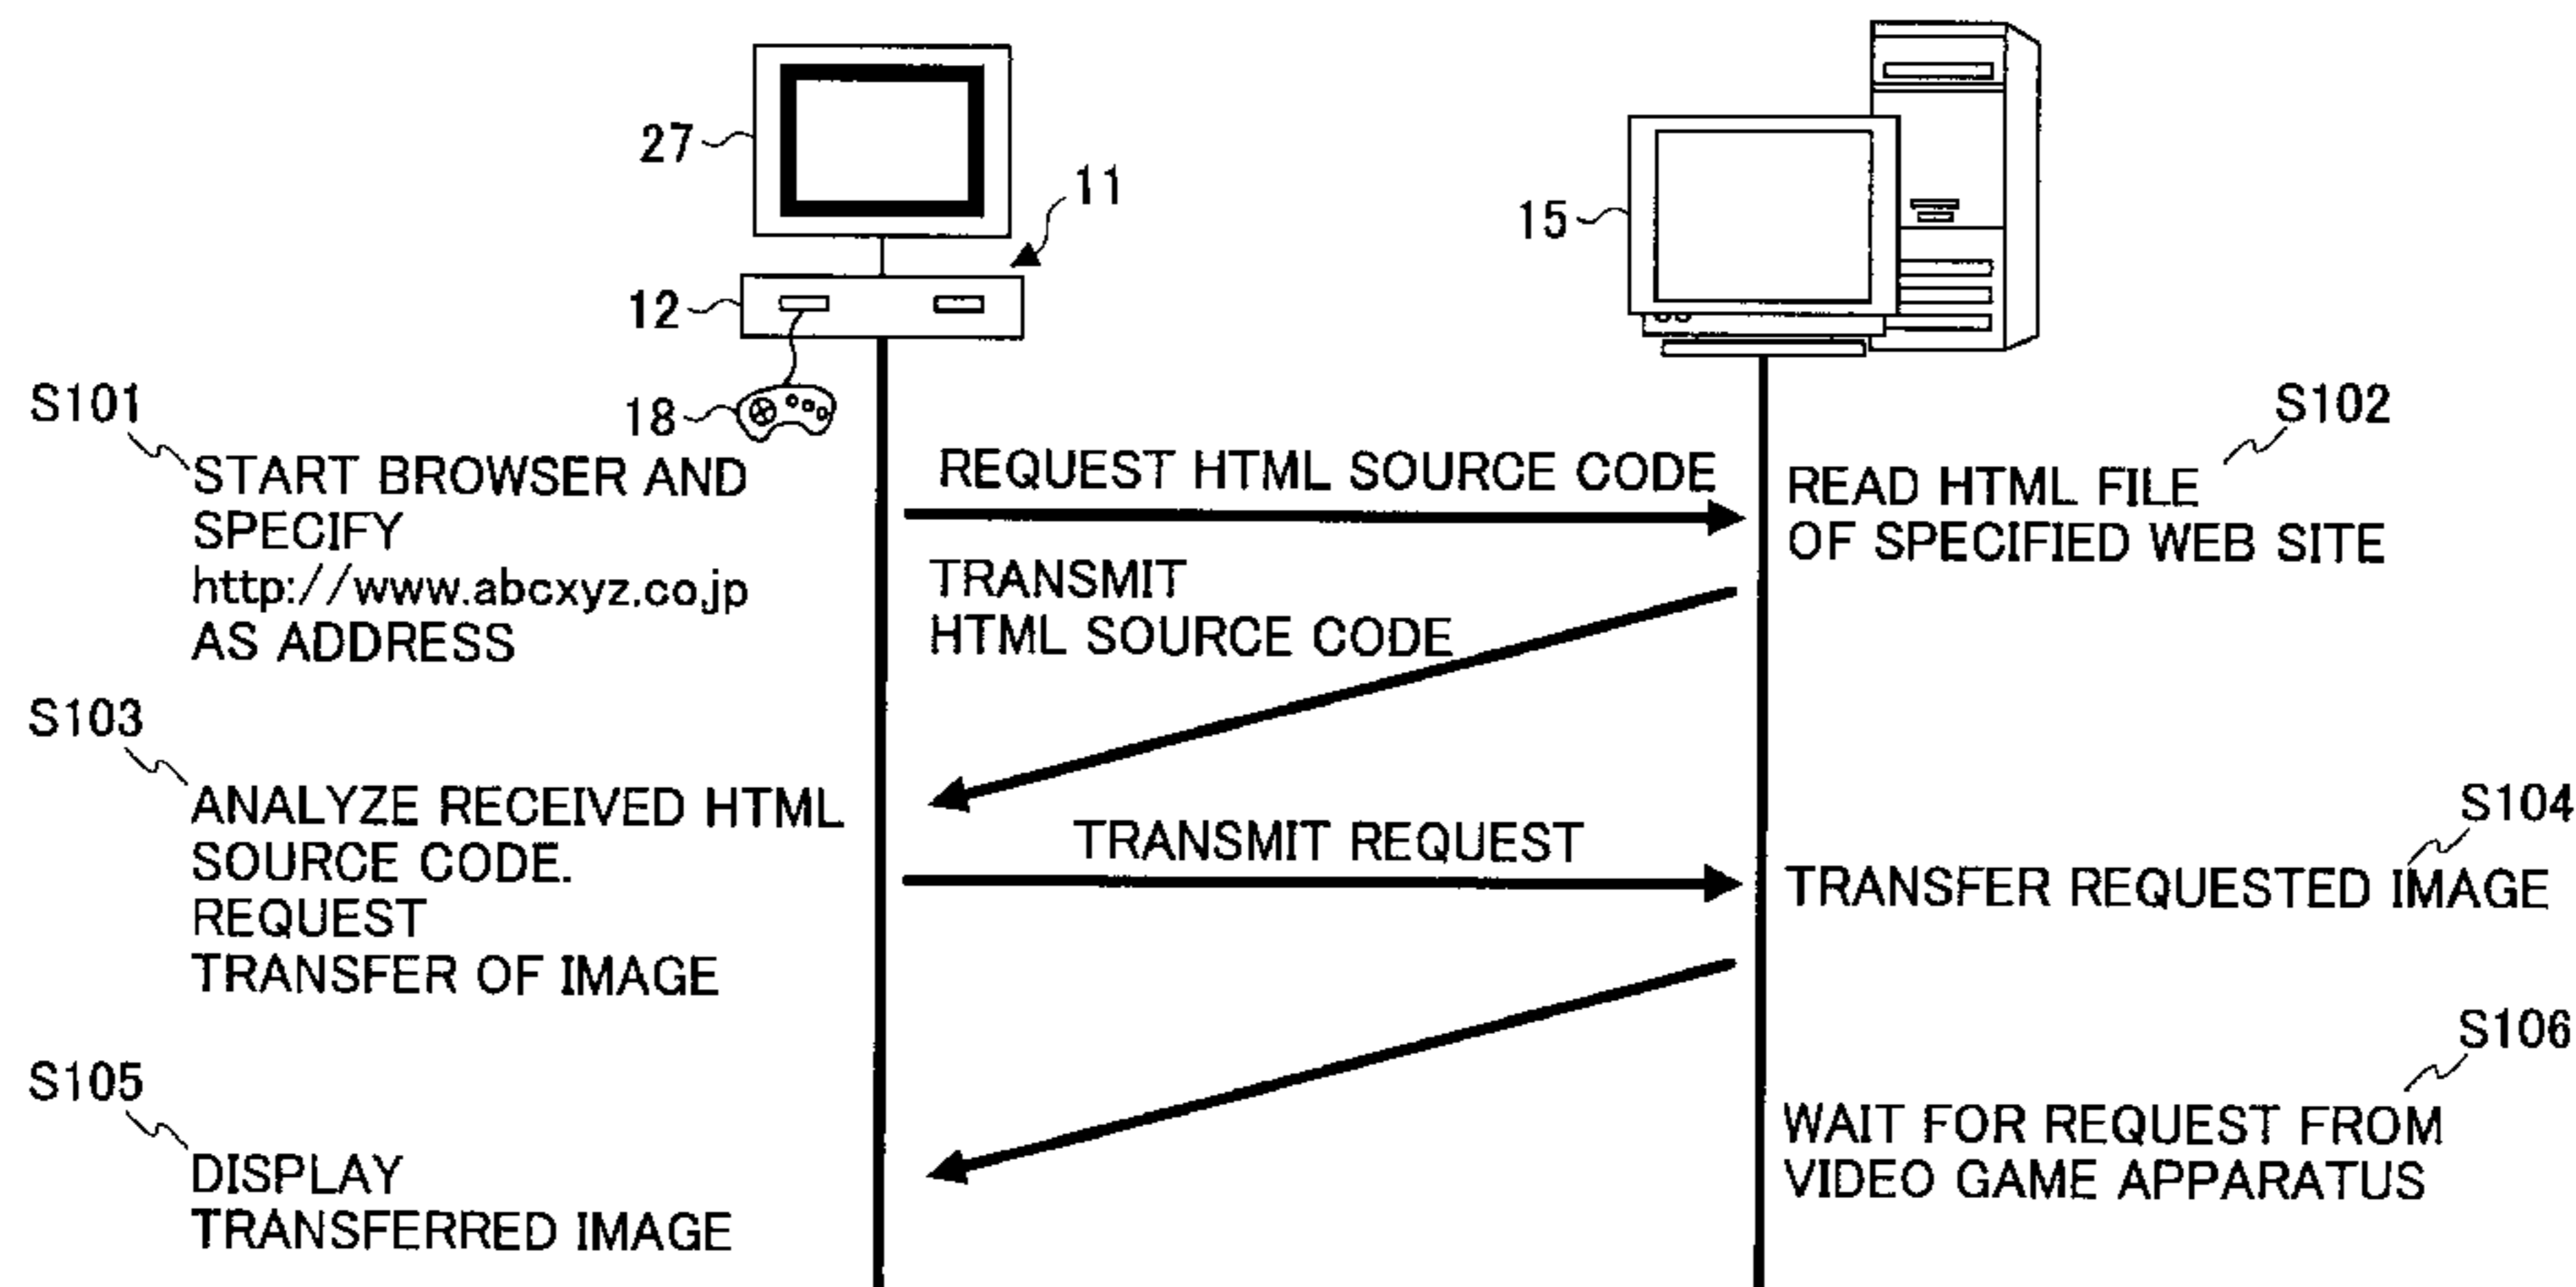 27
11
15
12
18
S101
START BROWSER AND
SPECIFY
http://www.abcxyz.co.jp
AS ADDRESS
REQUEST HTML SOURCE CODE
S102
READ HTML FILE
OF SPECIFIED WEB SITE
TRANSMIT
HTML SOURCE CODE
S103
ANALYZE RECEIVED HTML
SOURCE CODE.
REQUEST
TRANSFER OF IMAGE
TRANSMIT REQUEST
S104
TRANSFER REQUESTED IMAGE
S105
DISPLAY
TRANSFERRED IMAGE
S106
WAIT FOR REQUEST FROM
VIDEO GAME APPARATUS